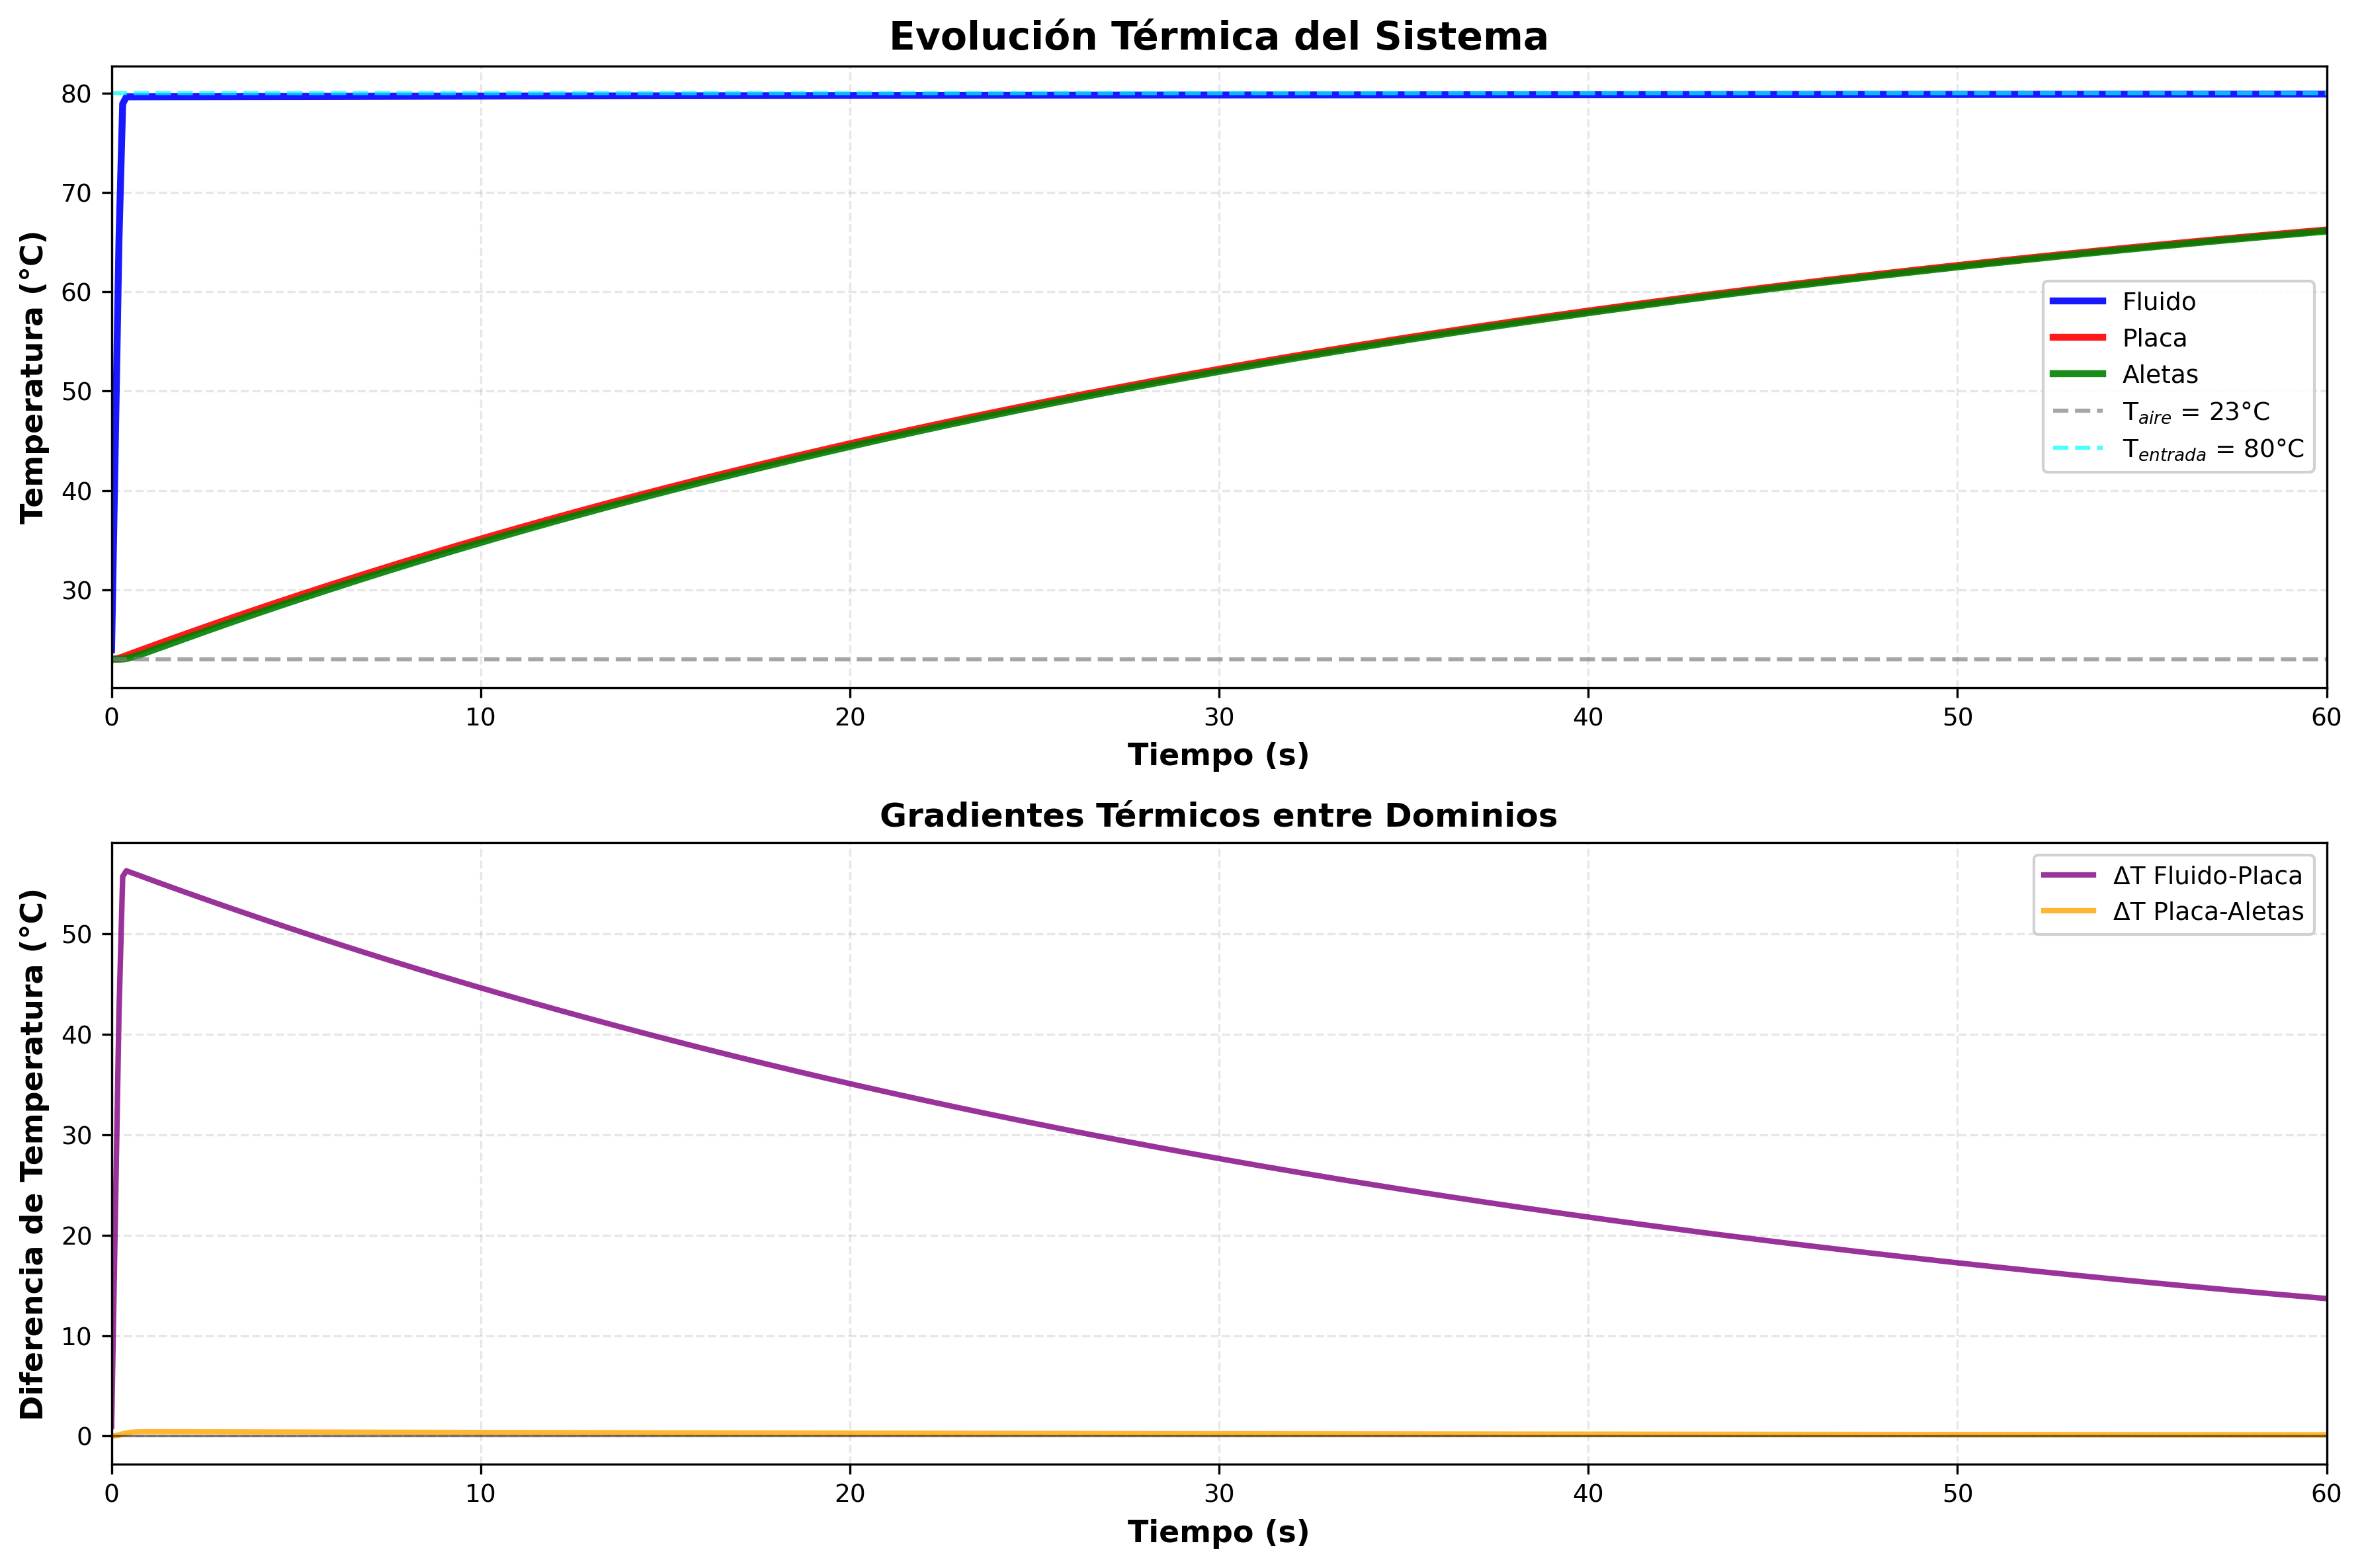 Evolución Térmica del Sistema
Temperatura (°C)
80
70
60
50
40
30
Fluido
Placa
Aletas
T_aire = 23°C
T_entrada = 80°C
0 10 20 30 40 50 60
Tiempo (s)
Gradientes Térmicos entre Dominios
Diferencia de Temperatura (°C)
50
40
30
20
10
0
ΔT Fluido-Placa
ΔT Placa-Aletas
0 10 20 30 40 50 60
Tiempo (s)